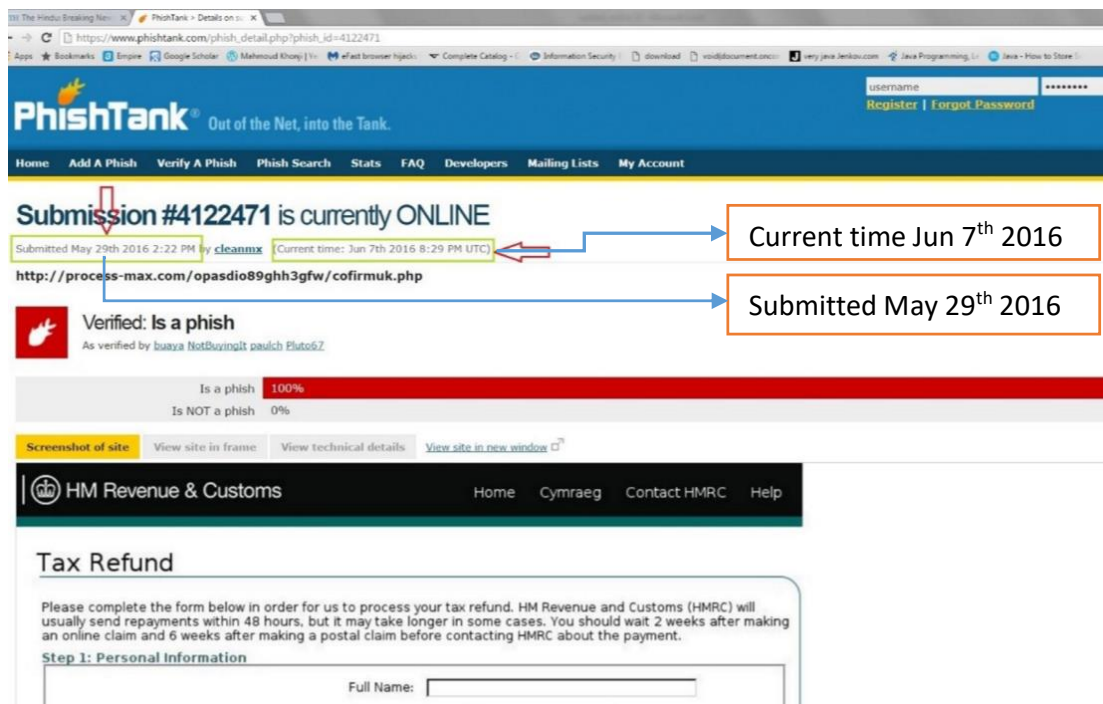 The Hindu Breaking Nev
PhishTank > Details on su
https://www.phishtank.com/phish_detail.php?phish_id=4122471
Apps Bookmarks Empire Google Scholar Mahmoud Khonji | eFast browser hijack Complete Catalog - Information Security download very java Jenkov.com Java Programming, Java - How to Store
PhishTank® Out of the Net, into the Tank.
username ••••••••
Register | Forgot Password
Home Add A Phish Verify A Phish Phish Search Stats FAQ Developers Mailing Lists My Account
Submission #4122471 is currently ONLINE
Submitted May 29th 2016 2:22 PM by cleanmx (Current time: Jun 7th 2016 8:29 PM UTC)
Current time Jun 7th 2016
http://process-max.com/opasdio89ghh3gfw/cofirmuk.php
Submitted May 29th 2016
Verified: Is a phish
As verified by buaya NotBuyingIt paulch Pluto67
Is a phish 100%
Is NOT a phish 0%
Screenshot of site View site in frame View technical details View site in new window
HM Revenue & Customs Home Cymraeg Contact HMRC Help
Tax Refund
Please complete the form below in order for us to process your tax refund. HM Revenue and Customs (HMRC) will
usually send repayments within 48 hours, but it may take longer in some cases. You should wait 2 weeks after making
an online claim and 6 weeks after making a postal claim before contacting HMRC about the payment.
Step 1: Personal Information
Full Name: